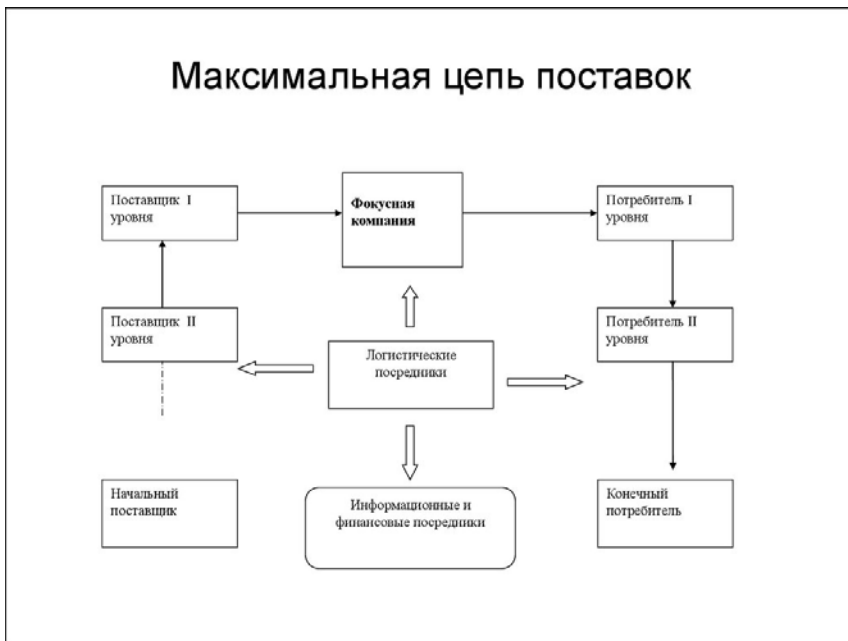 Максимальная цепь поставок
Поставщик I
уровня
Фокусная
компания
Потребитель I
уровня
Поставщик II
уровня
Логистические
посредники
Потребитель II
уровня
Начальный
поставщик
Информационные и
финансовые посредники
Конечный
потребитель